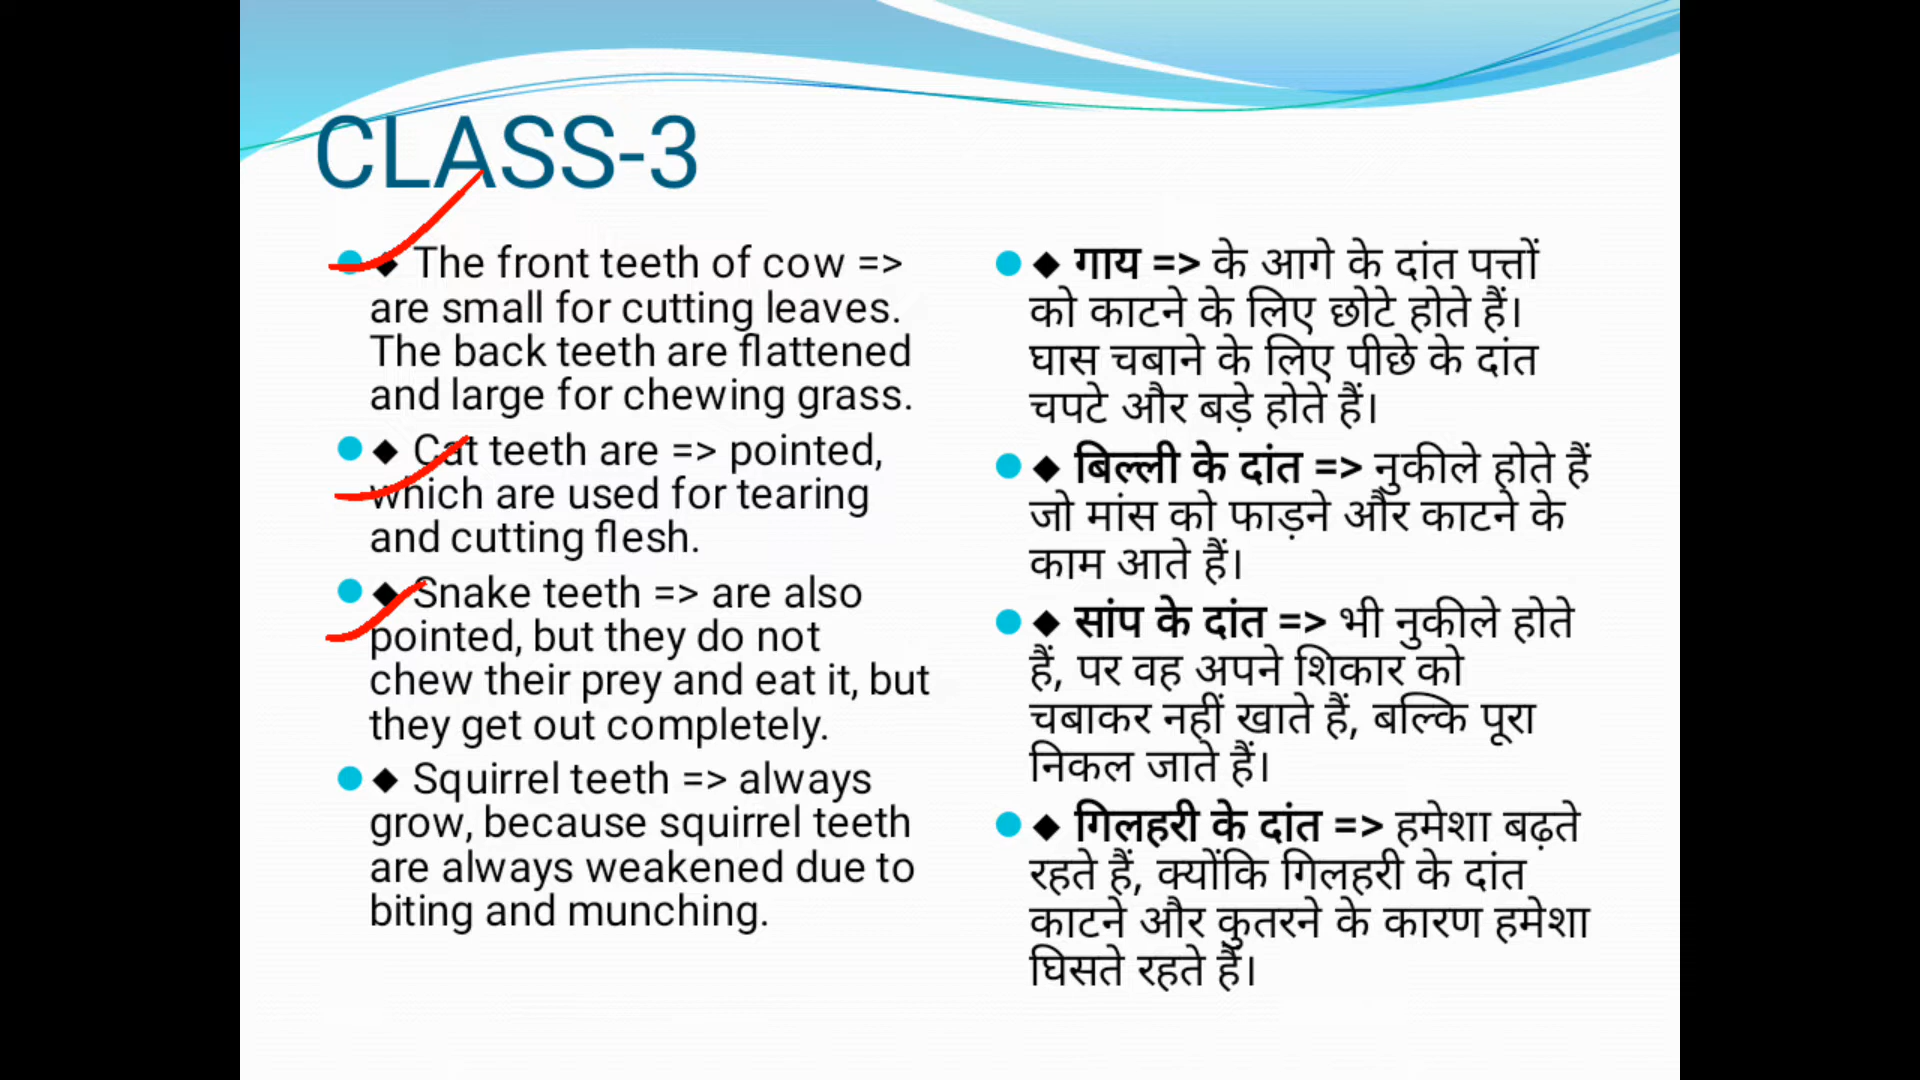 CLASS-3
◆ The front teeth of cow =>
are small for cutting leaves.
The back teeth are flattened
and large for chewing grass.
◆ Cat teeth are => pointed,
which are used for tearing
and cutting flesh.
◆ Snake teeth => are also
pointed, but they do not
chew their prey and eat it, but
they get out completely.
◆ Squirrel teeth => always
grow, because squirrel teeth
are always weakened due to
biting and munching.
◆ गाय => के आगे के दांत पत्तों
को काटने के लिए छोटे होते हैं।
घास चबाने के लिए पीछे के दांत
चपटे और बड़े होते हैं।
◆ बिल्ली के दांत => नुकीले होते हैं
जो मांस को फाड़ने और काटने के
काम आते हैं।
◆ सांप के दांत => भी नुकीले होते
हैं, पर वह अपने शिकार को
चबाकर नहीं खाते हैं, बल्कि पूरा
निकल जाते हैं।
◆ गिलहरी के दांत => हमेशा बढ़ते
रहते हैं, क्योंकि गिलहरी के दांत
काटने और कुतरने के कारण हमेशा
घिसते रहते है।